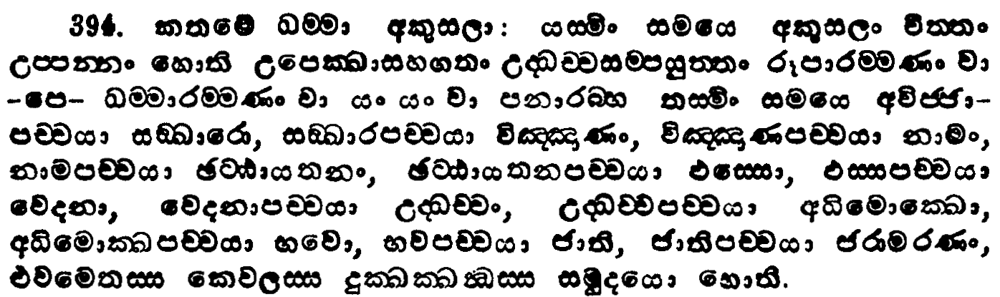 394. කතමෙ ධම්මා අකුසලා: යස්මිං සමයෙ අකුසලං චිත්තං
උප්පන්නං හොති උපෙක්ඛාසහගතං උද්ධච්චසම්පයුත්තං රූපාරම්මණං වා
-පෙ- ධම්මාරම්මණං වා යං යං වා පනාරබ්භ තස්මිං සමයෙ අවිජ්ජා-
පච්චයා සඞ්ඛාරො, සඞ්ඛාරපච්චයා විඤ්ඤාණං, විඤ්ඤාණපච්චයා නාමං,
නාමපච්චයා ඡට්ඨායතනං, ඡට්ඨායතනපච්චයා ඵස්සො, ඵස්සපච්චයා
වෙදනා, වෙදනාපච්චයා උද්ධච්චං, උද්ධච්චපච්චයා අධිමොක්ඛො,
අධිමොක්ඛපච්චයා භවො, භවපච්චයා ජාති, ජාතිපච්චයා ජරාමරණං,
එවමෙතස්ස කෙවලස්ස දුක්ඛක්ඛන්ධස්ස සමුදයො හොති.